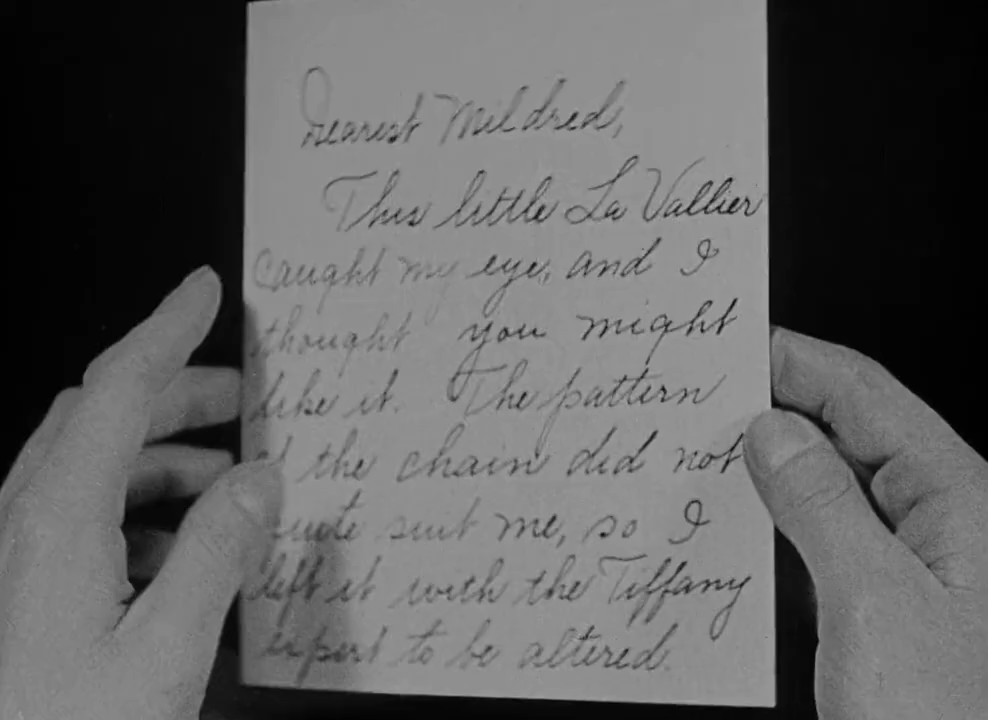 Dearest Mildred,
This little La Vallier
caught my eye, and I
thought you might
like it. The pattern
of the chain did not
quite suit me, so I
left it with the Tiffany
expert to be altered.